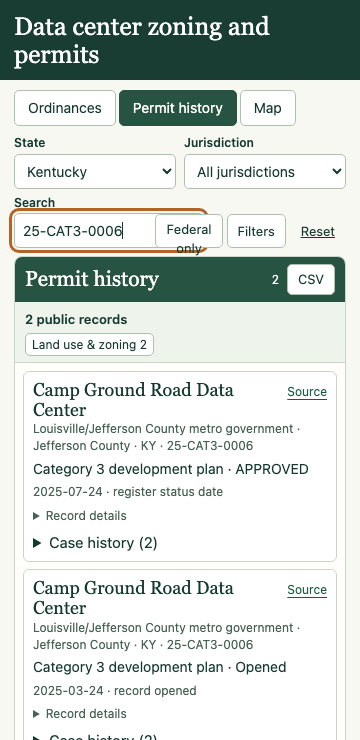 Data center zoning and
permits
Ordinances
Permit history
Map
State
Jurisdiction
Kentucky
All jurisdictions
Search
25-CAT3-0006
Federal
only
Filters
Reset
Permit history
2
CSV
2 public records
Land use & zoning 2
Camp Ground Road Data
Center
Source
Louisville/Jefferson County metro government ·
Jefferson County · KY · 25-CAT3-0006
Category 3 development plan · APPROVED
2025-07-24 · register status date
▶ Record details
▶ Case history (2)
Camp Ground Road Data
Center
Source
Louisville/Jefferson County metro government ·
Jefferson County · KY · 25-CAT3-0006
Category 3 development plan · Opened
2025-03-24 · record opened
▶ Record details
▶ Case history (2)